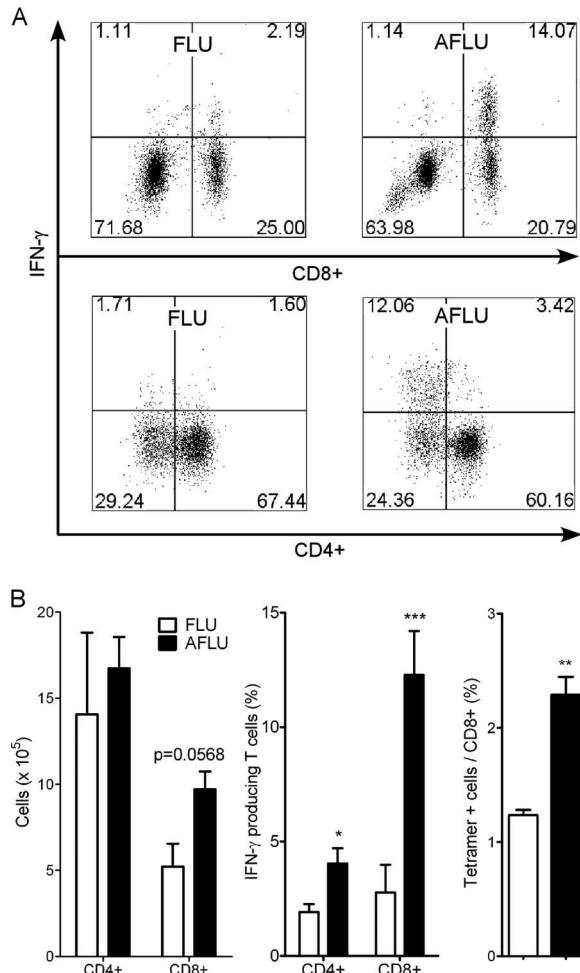 A
1.11 FLU 2.19
71.68 25.00
1.14 AFLU 14.07
63.98 20.79
IFN-γ
CD8+
1.71 FLU 1.60
29.24 67.44
12.06 AFLU 3.42
24.36 60.16
CD4+
B
Cells (x 10⁵)
20
15
10
5
0
FLU
AFLU
p=0.0568
CD4+ CD8+
IFN-γ producing T cells (%)
15
10
5
0
*
***
CD4+ CD8+
Tetramer + cells / CD8+ (%)
3
2
1
0
**